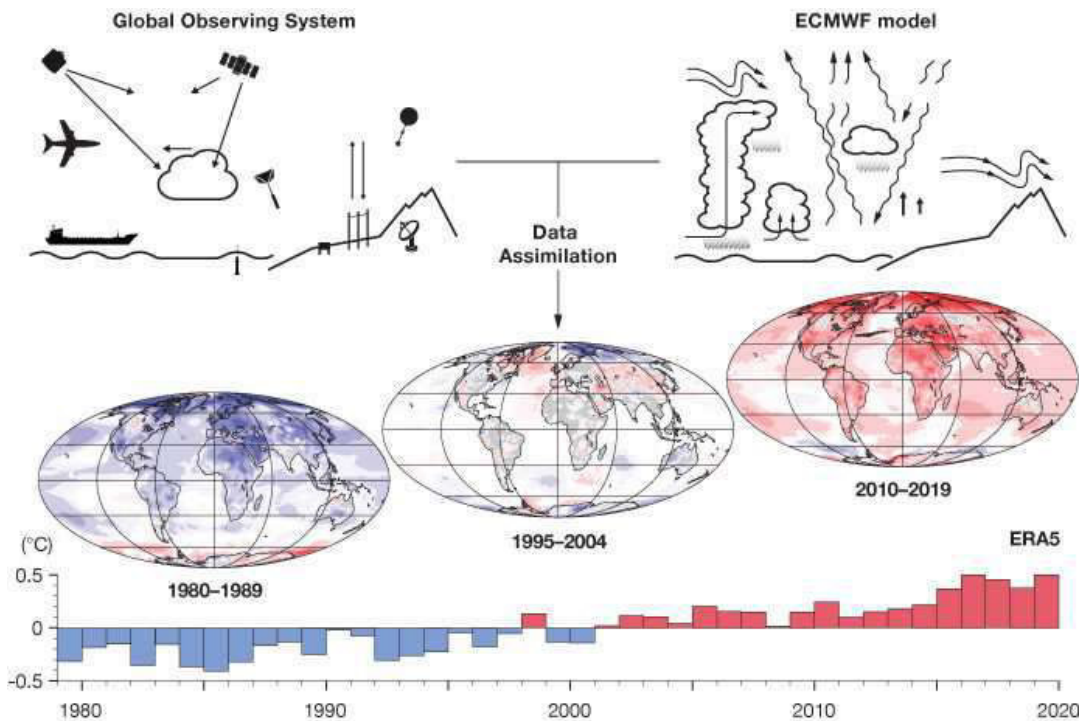 Global Observing System
ECMWF model
Data
Assimilation
2010–2019
1995–2004
1980–1989
ERA5
(°C)
0.5
0
-0.5
1980
1990
2000
2010
2020